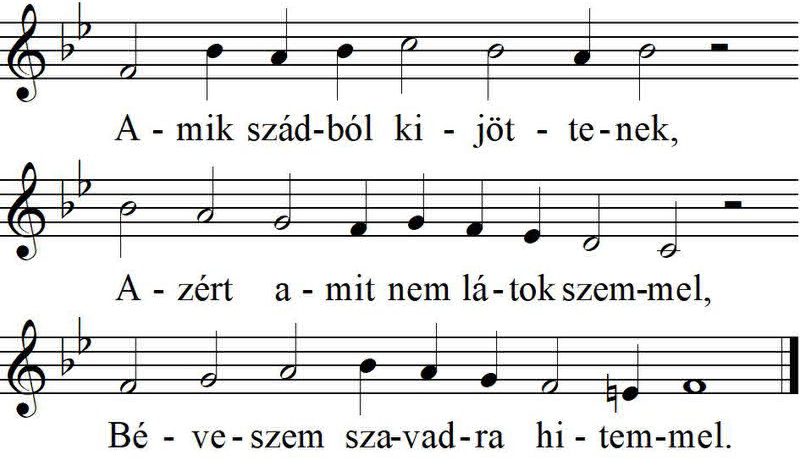 A - mik szád-ból ki - jöt - te-nek,
A - zért a - mit nem lá-tok szem-mel,
Bé - ve-szem sza-vad-ra hi - tem-mel.